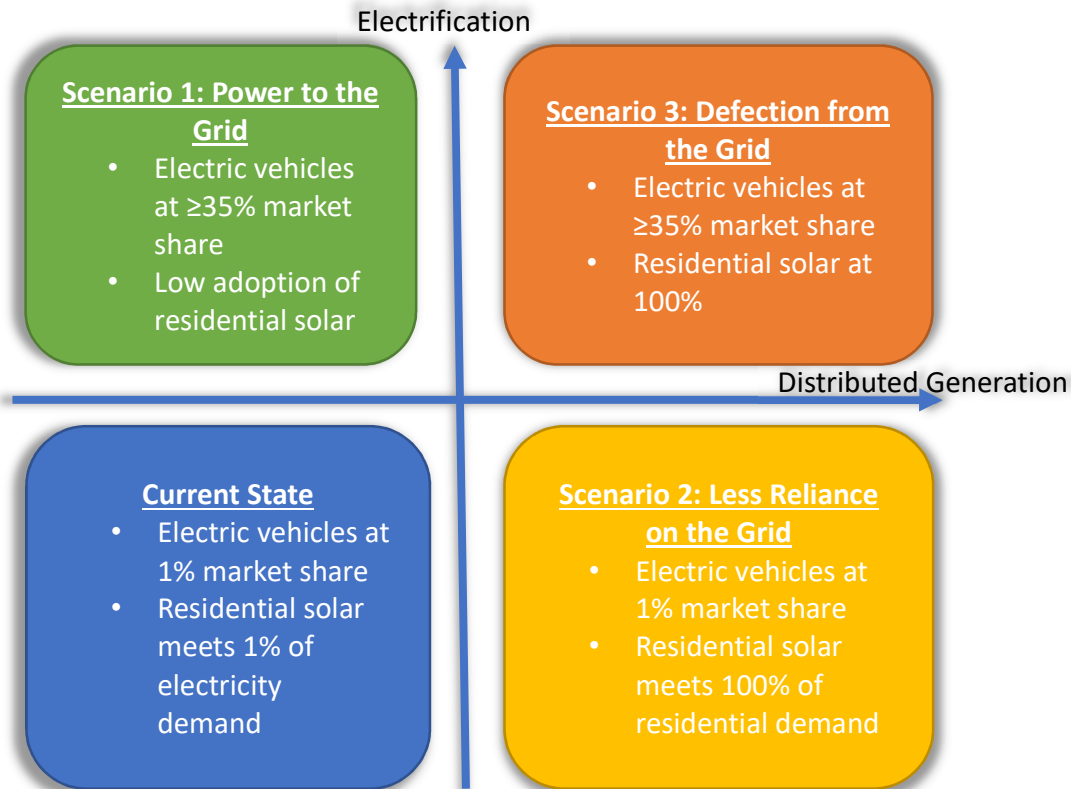 Electrification
Scenario 1: Power to the
Grid
• Electric vehicles
at ≥35% market
share
• Low adoption of
residential solar
Scenario 3: Defection from
the Grid
• Electric vehicles at
≥35% market share
• Residential solar at
100%
Distributed Generation
Current State
• Electric vehicles at
1% market share
• Residential solar
meets 1% of
electricity
demand
Scenario 2: Less Reliance
on the Grid
• Electric vehicles at
1% market share
• Residential solar
meets 100% of
residential demand